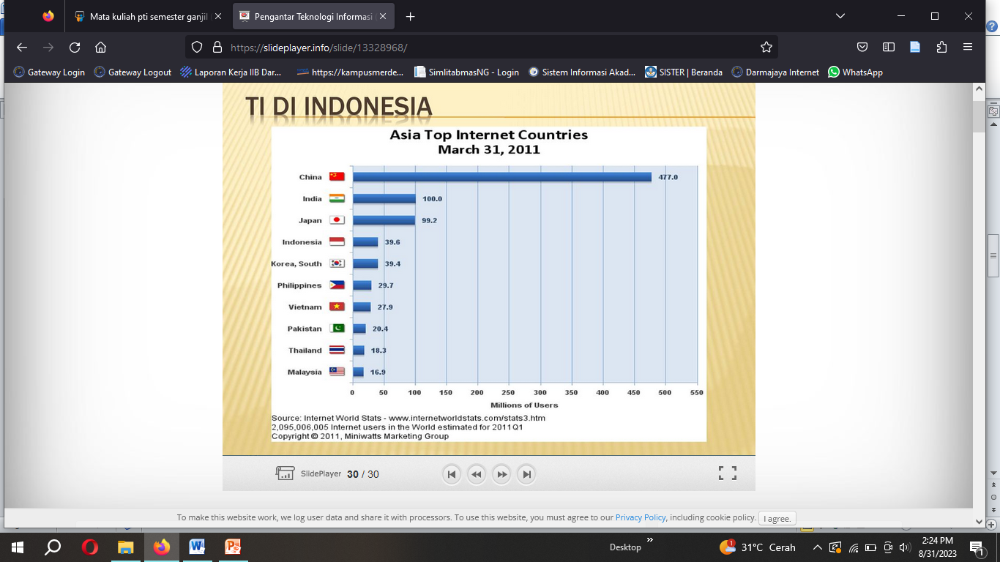 Mata kuliah pti semester ganjil
Pengantar Teknologi Informasi
https://slideplayer.info/slide/13328968/
Gateway Login
Gateway Logout
Laporan Kerja IIB Dar...
https://kampusmerde...
SimlitabmasNG - Login
Sistem Informasi Akad...
SISTER | Beranda
Darmajaya Internet
WhatsApp
TI DI INDONESIA
Asia Top Internet Countries
March 31, 2011
China 477.0
India 100.0
Japan 99.2
Indonesia 39.6
Korea, South 39.4
Philippines 29.7
Vietnam 27.9
Pakistan 20.4
Thailand 18.3
Malaysia 16.9
0 50 100 150 200 250 300 350 400 450 500 550
Millions of Users
Source: Internet World Stats - www.internetworldstats.com/stats3.htm
2,095,006,005 Internet users in the World estimated for 2011Q1
Copyright © 2011, Miniwatts Marketing Group
SlidePlayer 30 / 30
To make this website work, we log user data and share it with processors. To use this website, you must agree to our Privacy Policy, including cookie policy. I agree.
Desktop
31°C Cerah
2:24 PM
8/31/2023